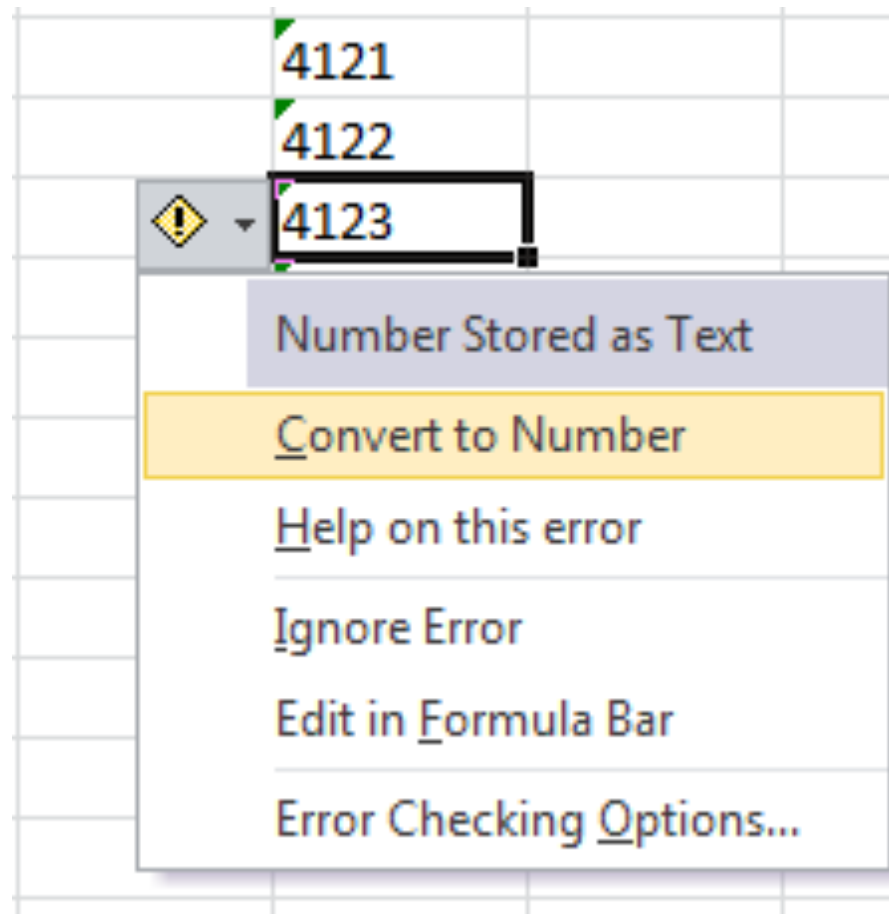 4121
4122
4123
Number Stored as Text
Convert to Number
Help on this error
Ignore Error
Edit in Formula Bar
Error Checking Options...